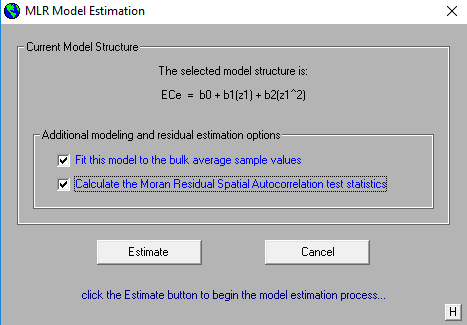 MLR Model Estimation
Current Model Structure
The selected model structure is:
ECe = b0 + b1(z1) + b2(z1^2)
Additional modeling and residual estimation options
Fit this model to the bulk average sample values
Calculate the Moran Residual Spatial Autocorrelation test statistics
Estimate
Cancel
click the Estimate button to begin the model estimation process...
H